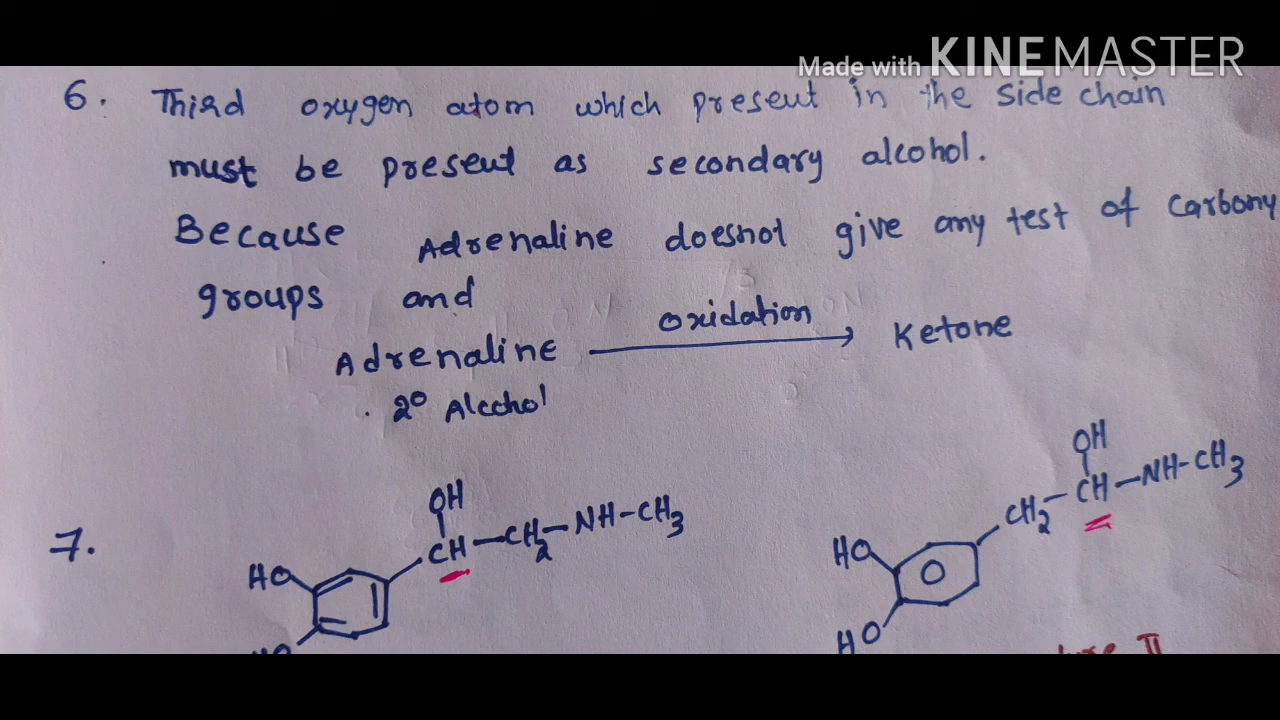 Made with KINEMASTER
6. Third oxygen atom which present in the side chain
must be present as secondary alcohol.
Because Adrenaline doesnot give any test of carbony
groups and
Adrenaline oxidation Ketone
2° Alcohol
7.
OH
CH-CH2-NH-CH3
HO
HO
OH
CH2-CH-NH-CH3
HO
HO
II